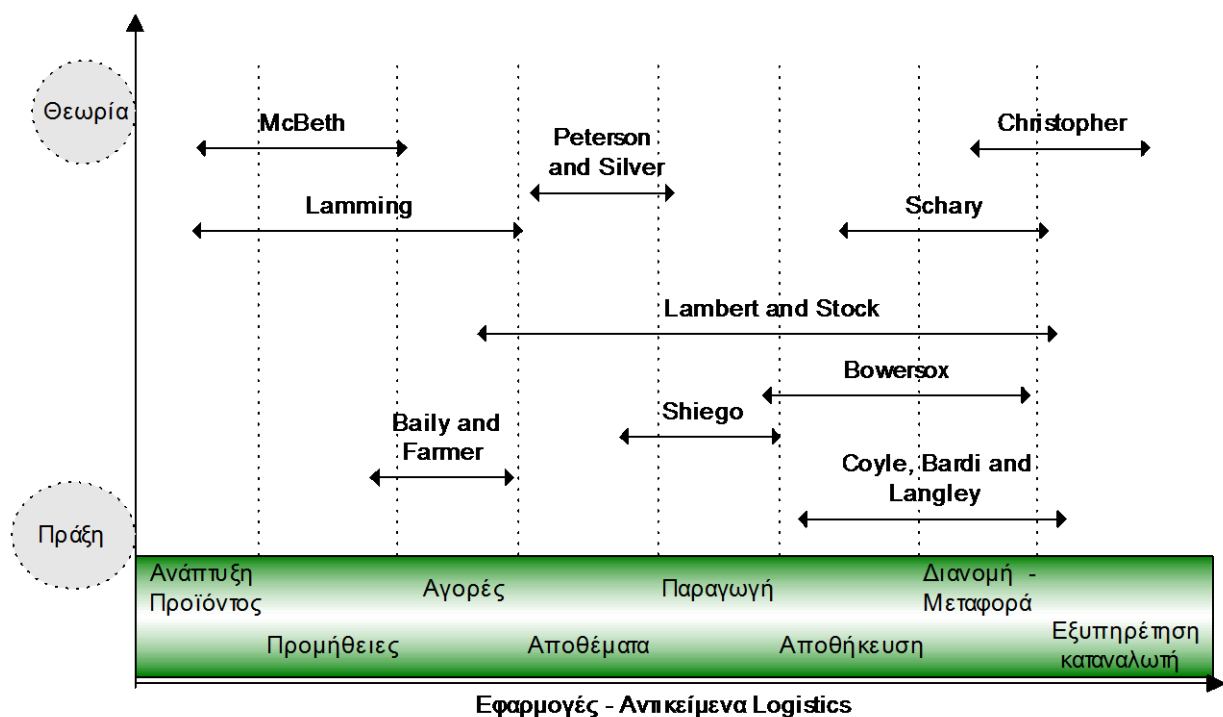 Θεωρία
McBeth
Peterson
and Silver
Christopher
Lamming
Schary
Lambert and Stock
Bowersox
Shiego
Baily and
Farmer
Coyle, Bardi and
Langley
Πράξη
Ανάπτυξη
Προϊόντος
Προμήθειες
Αγορές
Αποθέματα
Παραγωγή
Αποθήκευση
Διανομή -
Μεταφορά
Εξυπηρέτηση
καταναλωτή
Εφαρμογές - Αντικείμενα Logistics